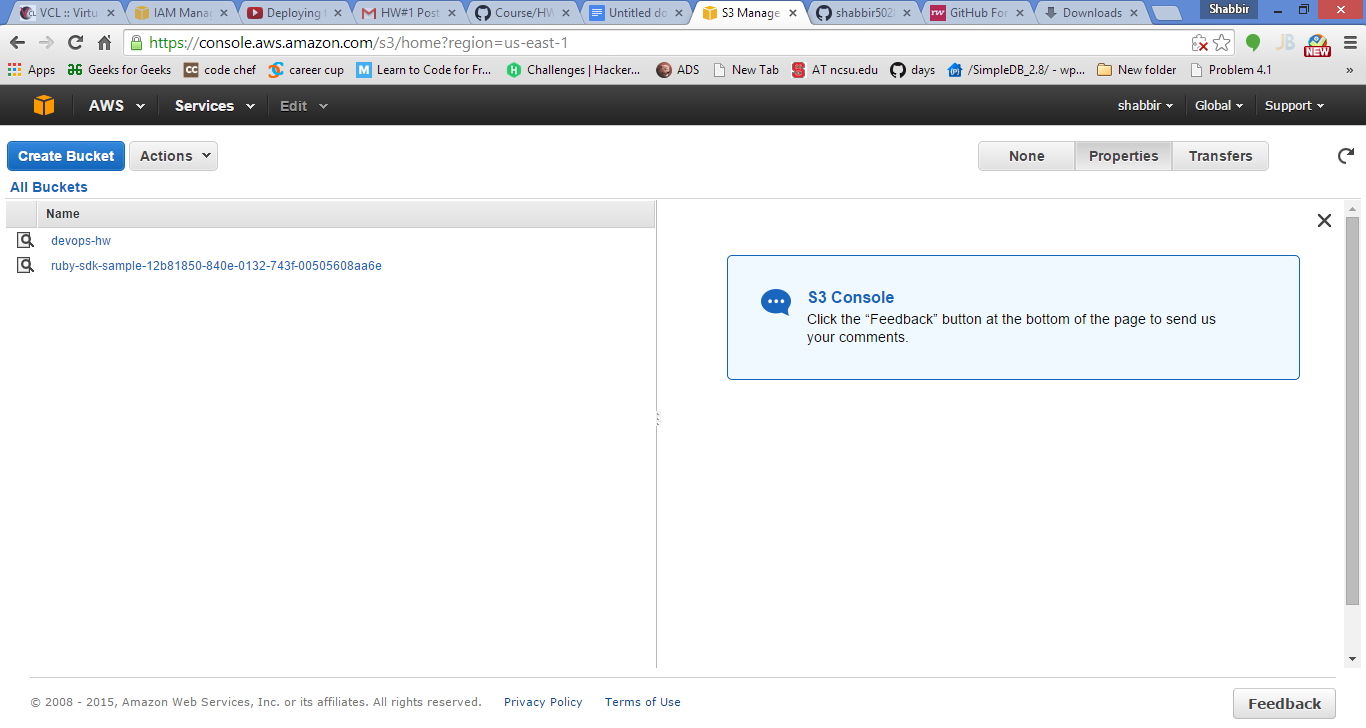 VCL :: Virtu
IAM Mana
Deploying
HW#1 Post
Course/HW
Untitled do
S3 Manage
shabbir502
GitHub For
Downloads
Shabbir
https://console.aws.amazon.com/s3/home?region=us-east-1
JB
NEW
Apps
Geeks for Geeks
code chef
career cup
Learn to Code for Fr...
Challenges | Hacker...
ADS
New Tab
AT ncsu.edu
days
/SimpleDB_2.8/ - wp...
New folder
Problem 4.1
»
AWS
Services
Edit
shabbir
Global
Support
Create Bucket
Actions
None
Properties
Transfers
All Buckets
Name
devops-hw
ruby-sdk-sample-12b81850-840e-0132-743f-00505608aa6e
S3 Console
Click the “Feedback” button at the bottom of the page to send us
your comments.
© 2008 - 2015, Amazon Web Services, Inc. or its affiliates. All rights reserved.
Privacy Policy
Terms of Use
Feedback